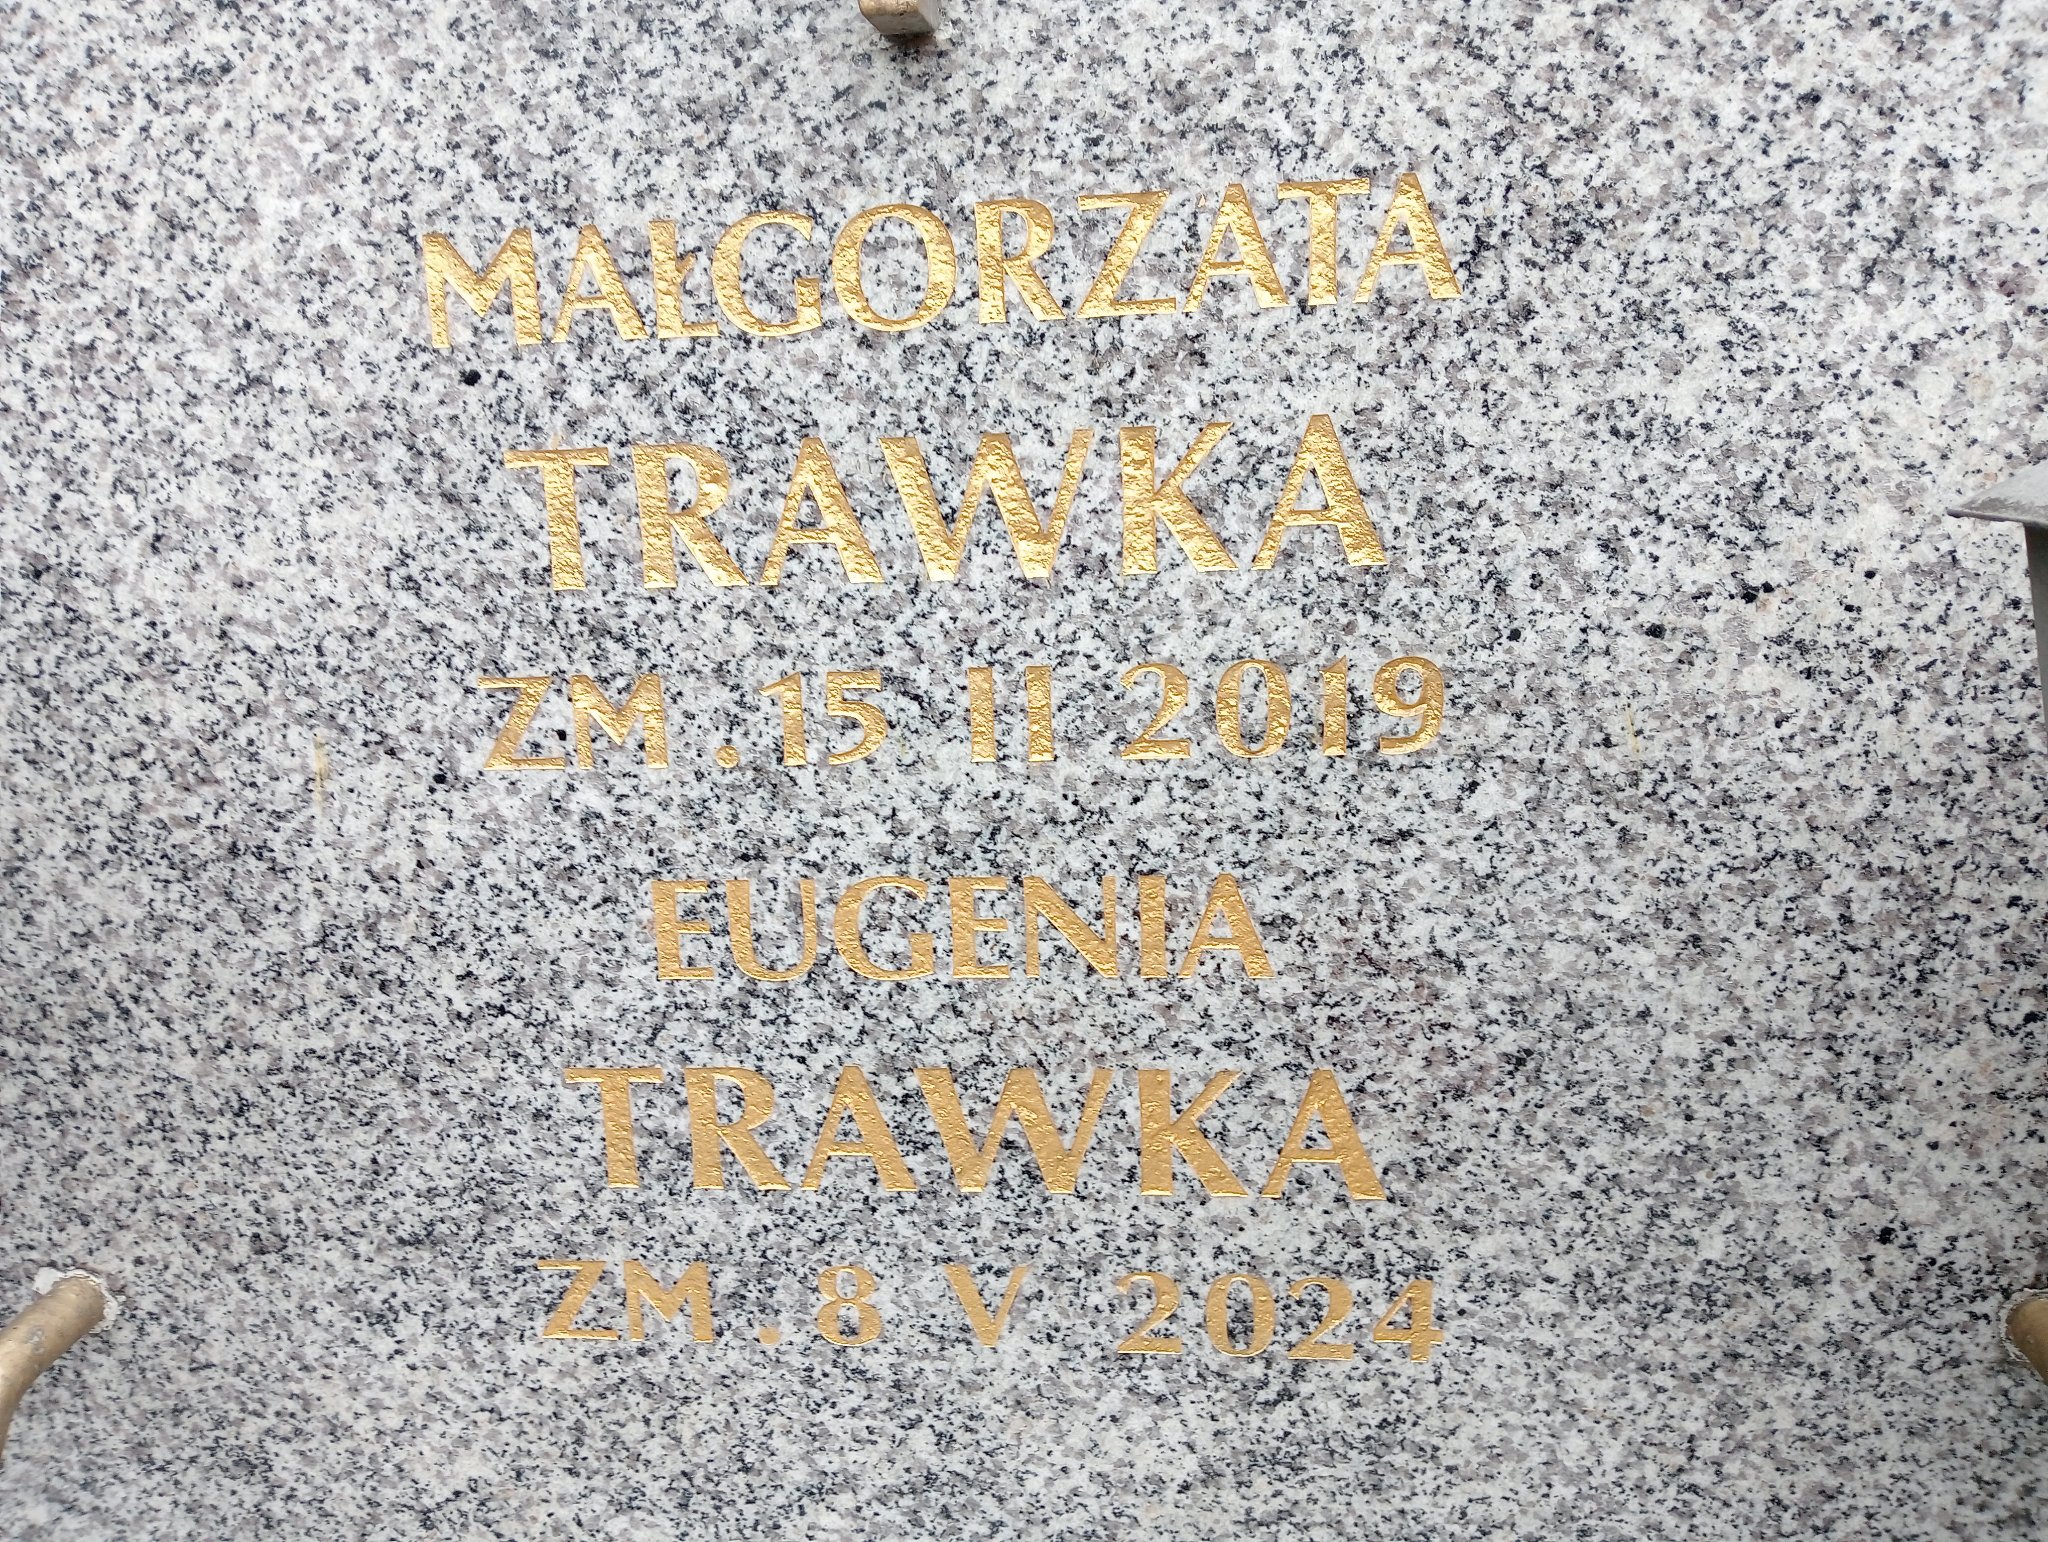 MAŁGORZATA
TRAWKA
ZM. 15 II 2019
EUGENIA
TRAWKA
ZM. 8 V 2024